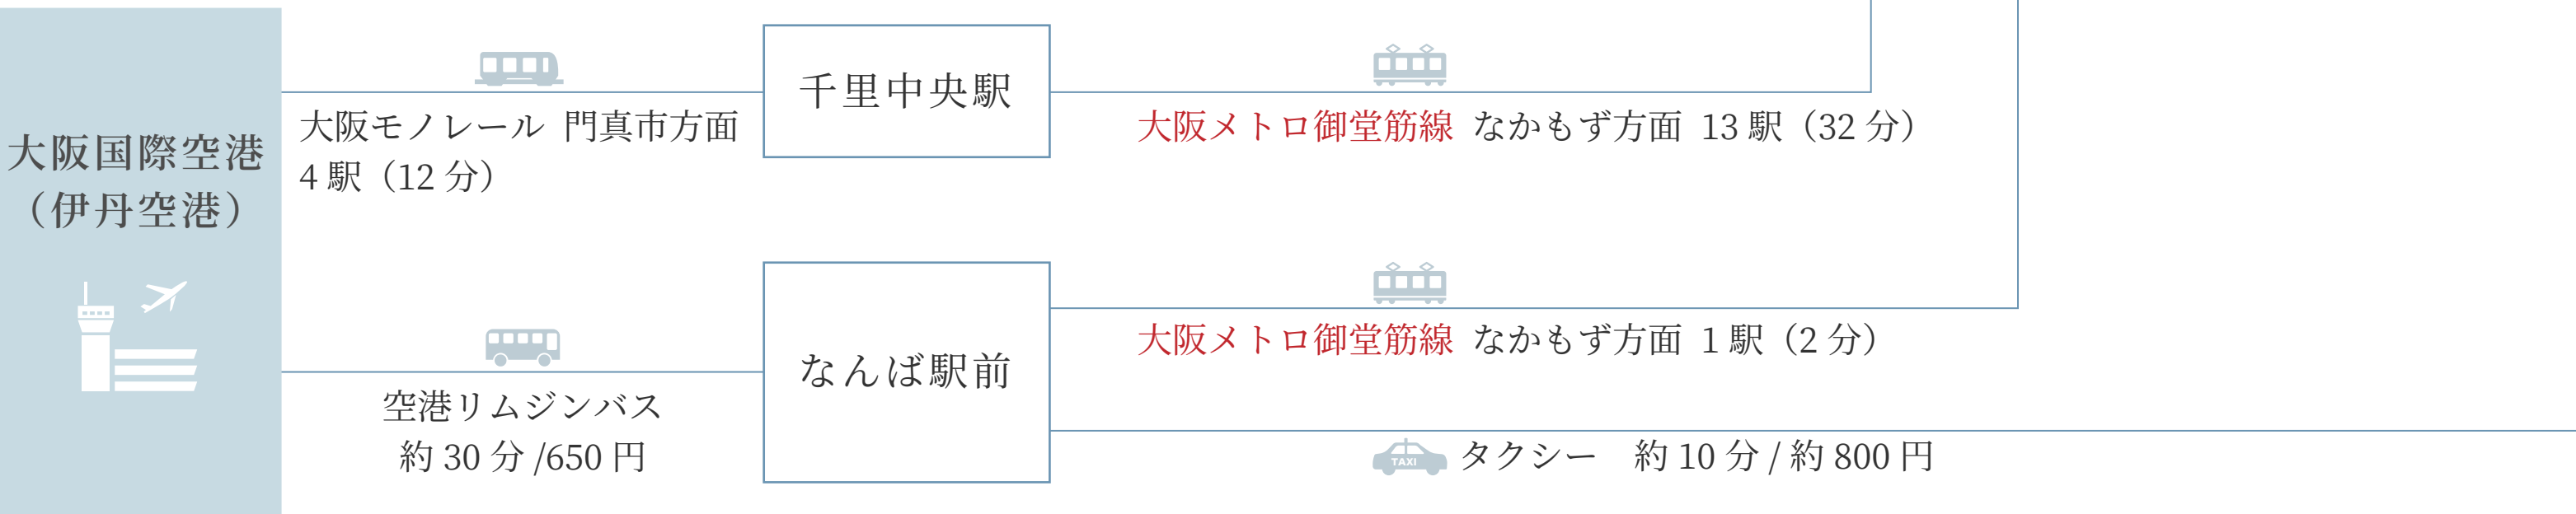 大阪国際空港
（伊丹空港）
大阪モノレール 門真市方面
4 駅（12 分）
千里中央駅
大阪メトロ御堂筋線 なかもず方面 13 駅（32 分）
空港リムジンバス
約 30 分 /650 円
なんば駅前
大阪メトロ御堂筋線 なかもず方面 1 駅（2 分）
TAXI
タクシー　約 10 分 / 約 800 円